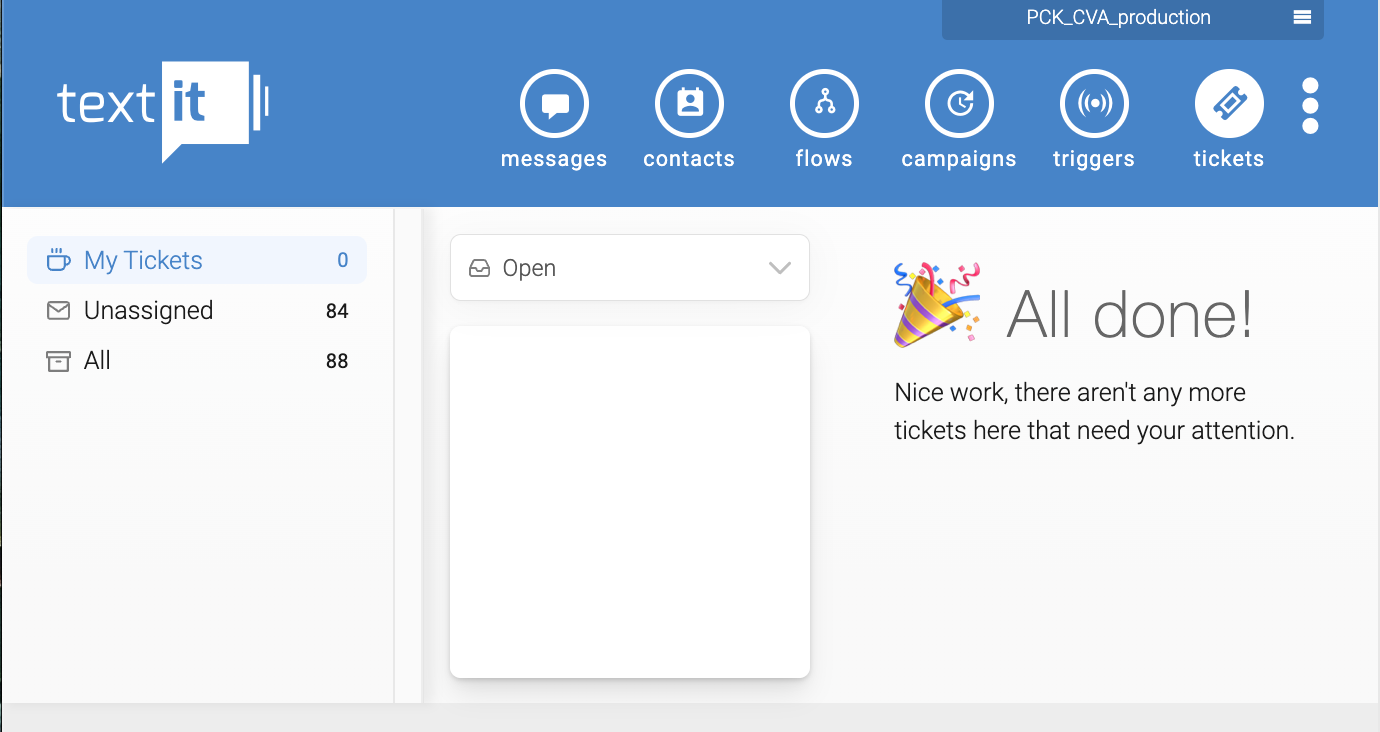 PCK_CVA_production
text it
messages contacts flows campaigns triggers tickets
My Tickets 0
Unassigned 84
All 88
Open
All done!
Nice work, there aren't any more
tickets here that need your attention.